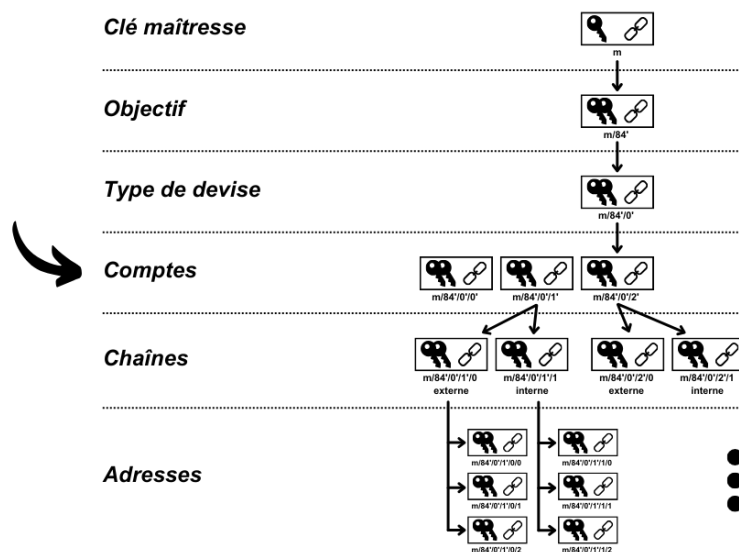 Clé maîtresse
m
Objectif
m/84'
Type de devise
m/84'/0'
Comptes
m/84'/0'/0' m/84'/0'/1' m/84'/0'/2'
Chaînes
m/84'/0'/1'/0 m/84'/0'/1'/1 m/84'/0'/2'/0 m/84'/0'/2'/1
externe interne externe interne
Adresses
m/84'/0'/1'/0/0 m/84'/0'/1'/1/0
m/84'/0'/1'/0/1 m/84'/0'/1'/1/1
m/84'/0'/1'/0/2 m/84'/0'/1'/1/2